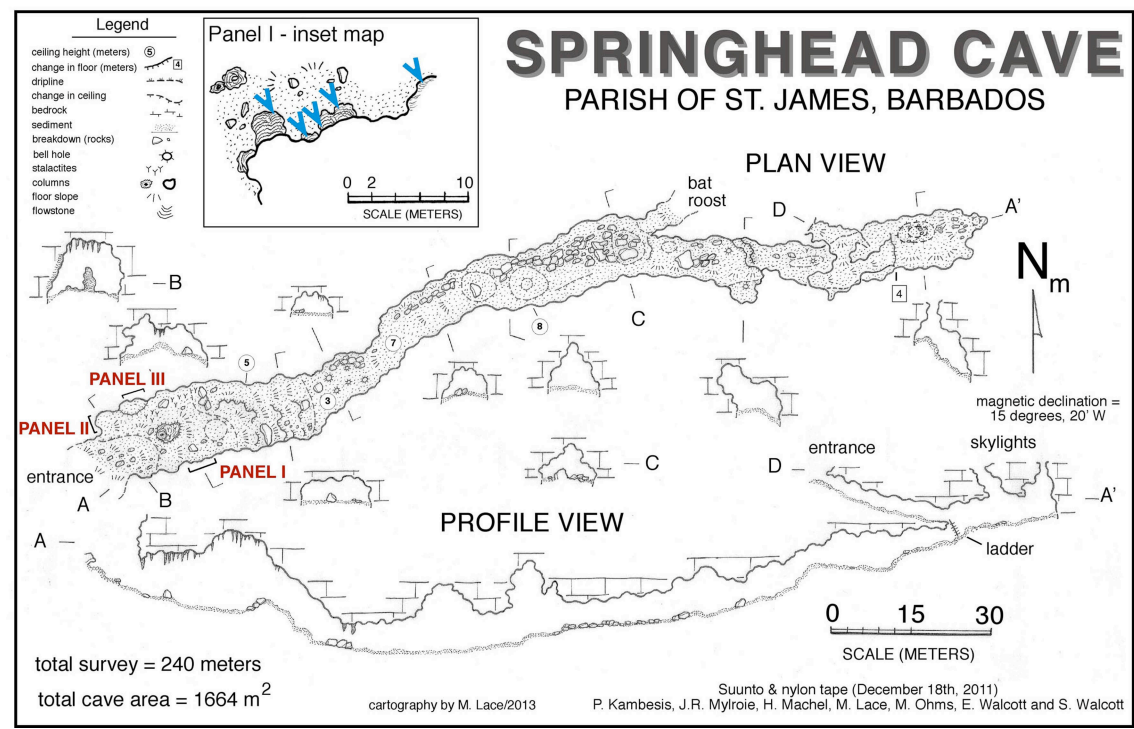 Legend
ceiling height (meters) 5
change in floor (meters) 4
dripline
change in ceiling
bedrock
sediment
breakdown (rocks)
bell hole
stalactites
columns
floor slope
flowstone
Panel I - inset map
0 2 10
SCALE (METERS)
SPRINGHEAD CAVE
PARISH OF ST. JAMES, BARBADOS
PLAN VIEW
bat
roost
D
A'
N
m
4
B
C
8
7
5
3
PANEL III
PANEL II
PANEL I
entrance
A
B
magnetic declination =
15 degrees, 20' W
entrance
skylights
C
D
A'
PROFILE VIEW
A
ladder
0 15 30
SCALE (METERS)
total survey = 240 meters
total cave area = 1664 m2
cartography by M. Lace/2013
Suunto & nylon tape (December 18th, 2011)
P. Kambesis, J.R. Mylroie, H. Machel, M. Lace, M. Ohms, E. Walcott and S. Walcott